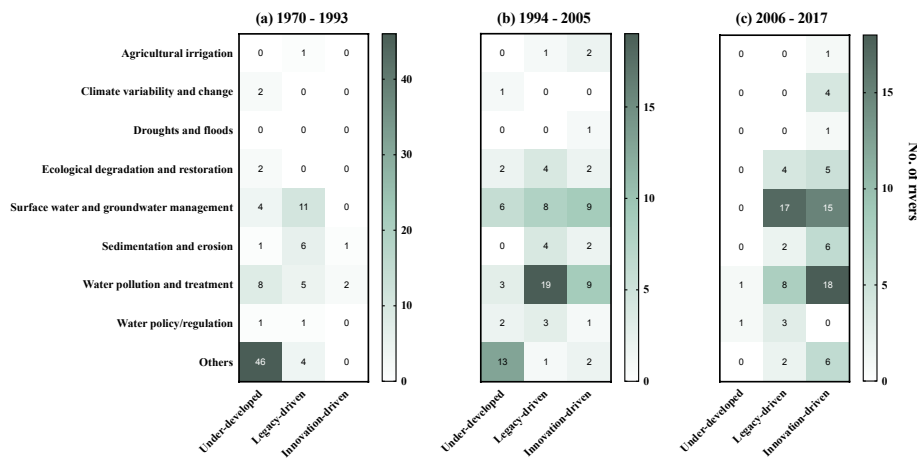 (a) 1970 - 1993
(b) 1994 - 2005
(c) 2006 - 2017
Agricultural irrigation 0 1 0 0 1 2 0 0 1
Climate variability and change 2 0 0 1 0 0 0 0 4
Droughts and floods 0 0 0 0 0 1 0 0 1
Ecological degradation and restoration 2 0 0 2 4 2 0 4 5
Surface water and groundwater management 4 11 0 6 8 9 0 17 15
Sedimentation and erosion 1 6 1 0 4 2 0 2 6
Water pollution and treatment 8 5 2 3 19 9 1 8 18
Water policy/regulation 1 1 0 2 3 1 1 3 0
Others 46 4 0 13 1 2 0 2 6
40
30
20
10
0
15
10
5
0
15
10
5
0
No. of rivers
Under-developed
Legacy-driven
Innovation-driven
Under-developed
Legacy-driven
Innovation-driven
Under-developed
Legacy-driven
Innovation-driven